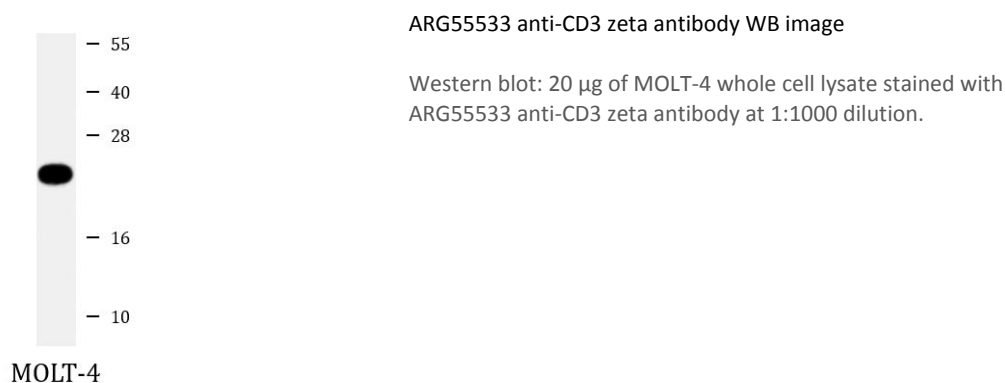 ARG55533 anti-CD3 zeta antibody WB image
Western blot: 20 µg of MOLT-4 whole cell lysate stained with
ARG55533 anti-CD3 zeta antibody at 1:1000 dilution.
– 55
– 40
– 28
– 16
– 10
MOLT-4